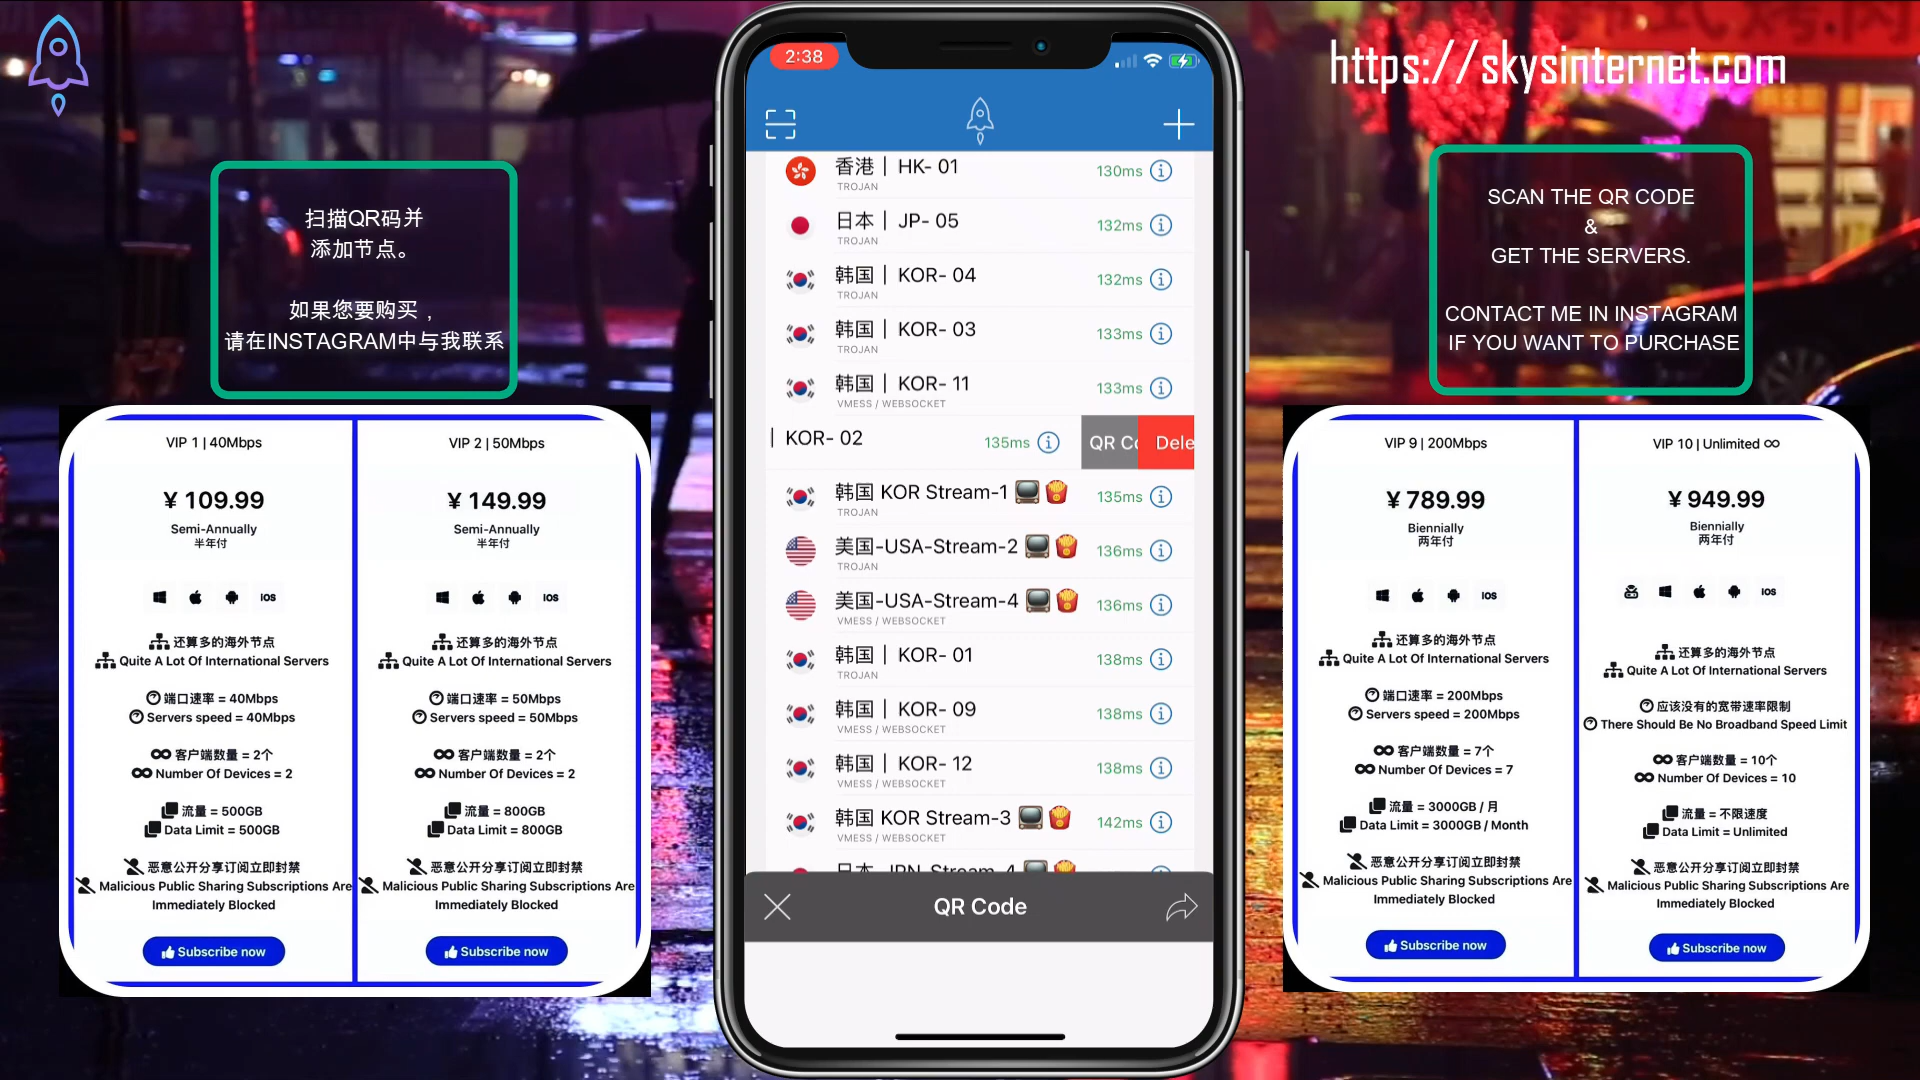 https://skysinternet.com
扫描QR码并
添加节点。
如果您要购买，
请在INSTAGRAM中与我联系
VIP 1 | 40Mbps
¥ 109.99
Semi-Annually
半年付
iOS
还算多的海外节点
Quite A Lot Of International Servers
端口速率 = 40Mbps
Servers speed = 40Mbps
客户端数量 = 2个
Number Of Devices = 2
流量 = 500GB
Data Limit = 500GB
恶意公开分享订阅立即封禁
Malicious Public Sharing Subscriptions Are
Immediately Blocked
Subscribe now
VIP 2 | 50Mbps
¥ 149.99
Semi-Annually
半年付
iOS
还算多的海外节点
Quite A Lot Of International Servers
端口速率 = 50Mbps
Servers speed = 50Mbps
客户端数量 = 2个
Number Of Devices = 2
流量 = 800GB
Data Limit = 800GB
恶意公开分享订阅立即封禁
Malicious Public Sharing Subscriptions Are
Immediately Blocked
Subscribe now
2:38
香港｜ HK- 01 130ms
TROJAN
日本｜ JP- 05 132ms
TROJAN
韩国｜ KOR- 04 132ms
TROJAN
韩国｜ KOR- 03 133ms
TROJAN
韩国｜ KOR- 11 133ms
VMESS / WEBSOCKET
｜ KOR- 02 135ms QR Co Dele
韩国 KOR Stream-1 📺🍟 135ms
TROJAN
美国-USA-Stream-2 📺🍟 136ms
TROJAN
美国-USA-Stream-4 📺🍟 136ms
VMESS / WEBSOCKET
韩国｜ KOR- 01 138ms
TROJAN
韩国｜ KOR- 09 138ms
VMESS / WEBSOCKET
韩国｜ KOR- 12 138ms
VMESS / WEBSOCKET
韩国 KOR Stream-3 📺🍟 142ms
VMESS / WEBSOCKET
日本-JPN-Stream-4 📺🍟
QR Code
SCAN THE QR CODE
&
GET THE SERVERS.
CONTACT ME IN INSTAGRAM
IF YOU WANT TO PURCHASE
VIP 9 | 200Mbps
¥ 789.99
Biennially
两年付
iOS
还算多的海外节点
Quite A Lot Of International Servers
端口速率 = 200Mbps
Servers speed = 200Mbps
客户端数量 = 7个
Number Of Devices = 7
流量 = 3000GB / 月
Data Limit = 3000GB / Month
恶意公开分享订阅立即封禁
Malicious Public Sharing Subscriptions Are
Immediately Blocked
Subscribe now
VIP 10 | Unlimited ∞
¥ 949.99
Biennially
两年付
iOS
还算多的海外节点
Quite A Lot Of International Servers
应该没有的宽带速率限制
There Should Be No Broadband Speed Limit
客户端数量 = 10个
Number Of Devices = 10
流量 = 不限速度
Data Limit = Unlimited
恶意公开分享订阅立即封禁
Malicious Public Sharing Subscriptions Are
Immediately Blocked
Subscribe now